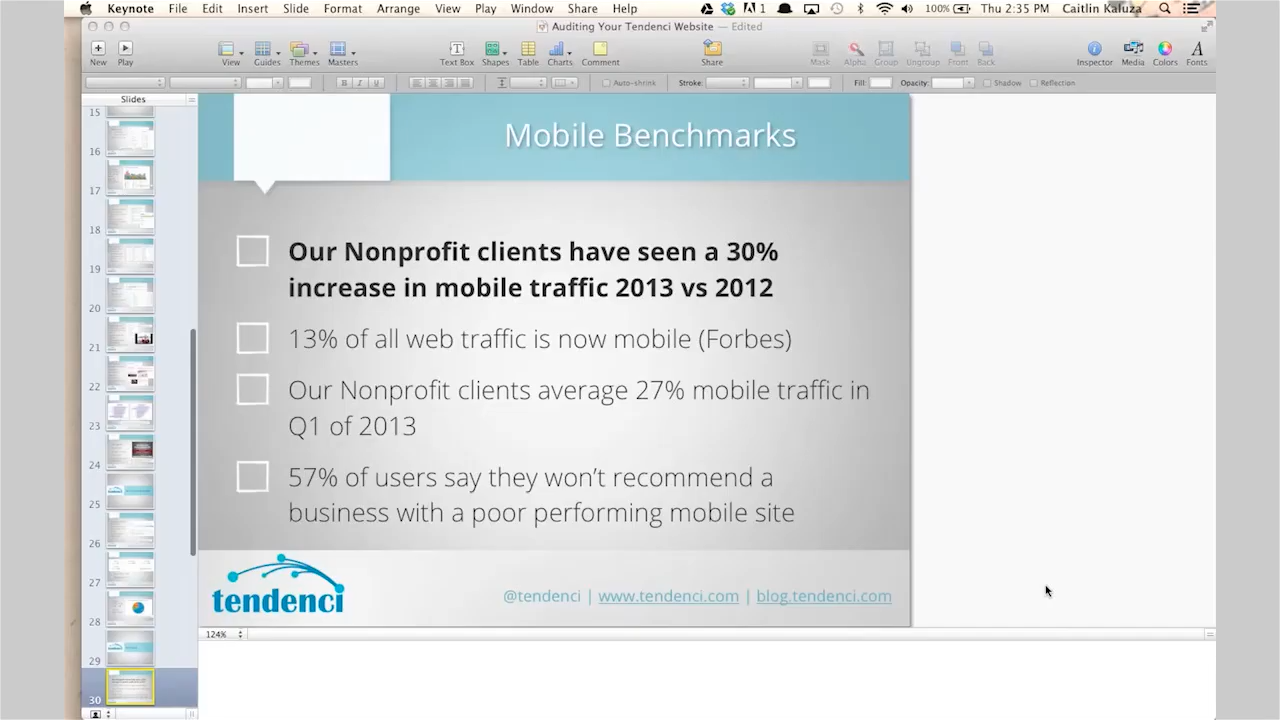 Keynote File Edit Insert Slide Format Arrange View Play Window Share Help 1 100% Thu 2:35 PM Caitlin Kaluza
Auditing Your Tendenci Website — Edited
New Play View Guides Themes Masters Text Box Shapes Table Charts Comment Share Mask Alpha Group Ungroup Front Back Inspector Media Colors Fonts
B I U Auto-shrink Stroke: Fill: Opacity: Shadow Reflection
Slides
15
16
17
18
19
20
21
22
23
24
25
26
27
28
29
30
Mobile Benchmarks
Our Nonprofit clients have seen a 30%
increase in mobile traffic 2013 vs 2012
13% of all web traffic is now mobile (Forbes)
Our Nonprofit clients average 27% mobile traffic in
Q1 of 2013
57% of users say they won’t recommend a
business with a poor performing mobile site
tendenci
@tendenci | www.tendenci.com | blog.tendenci.com
124%